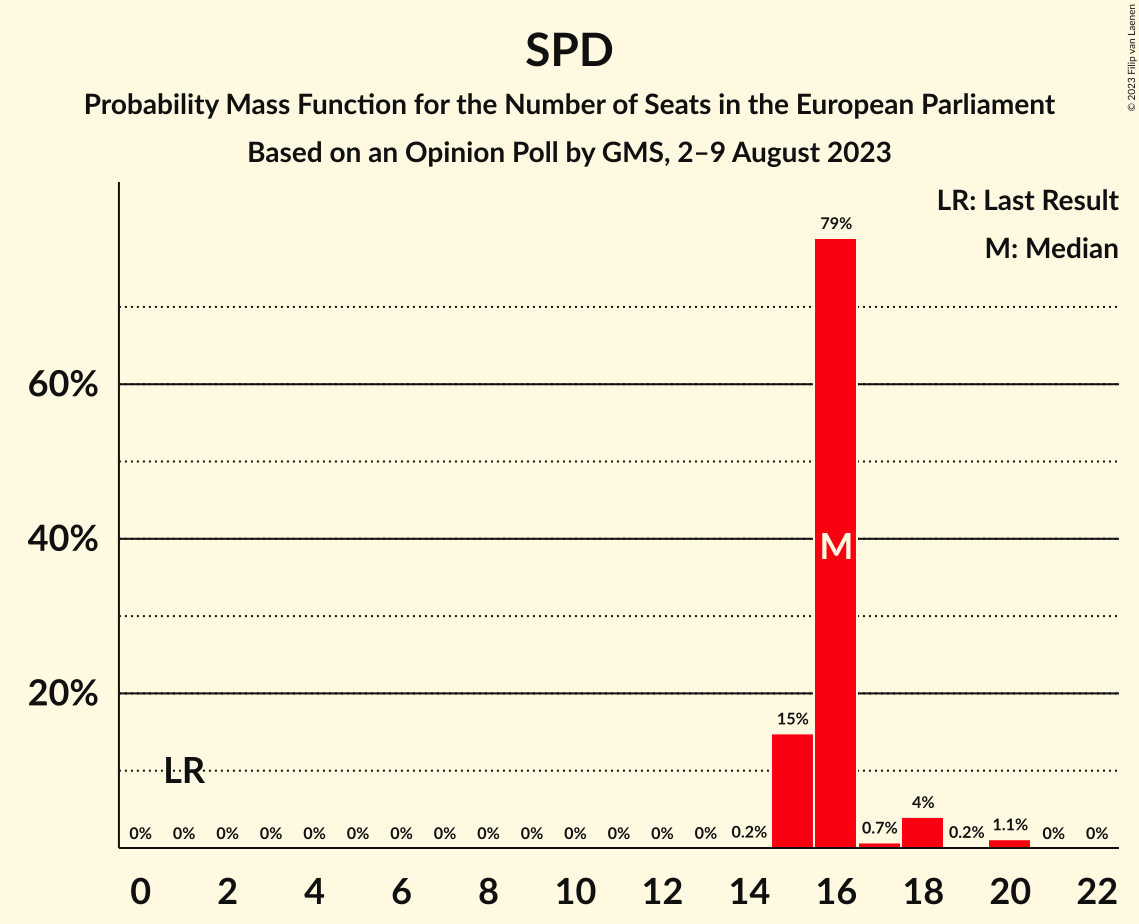 SPD
Probability Mass Function for the Number of Seats in the European Parliament
Based on an Opinion Poll by GMS, 2–9 August 2023
© 2023 Filip van Laenen
LR: Last Result
M: Median
79%
60%
40%
M
20%
15%
LR
4%
0% 0% 0% 0% 0% 0% 0% 0% 0% 0% 0% 0% 0% 0% 0.2% 0.7% 0.2% 1.1% 0% 0%
0 2 4 6 8 10 12 14 16 18 20 22